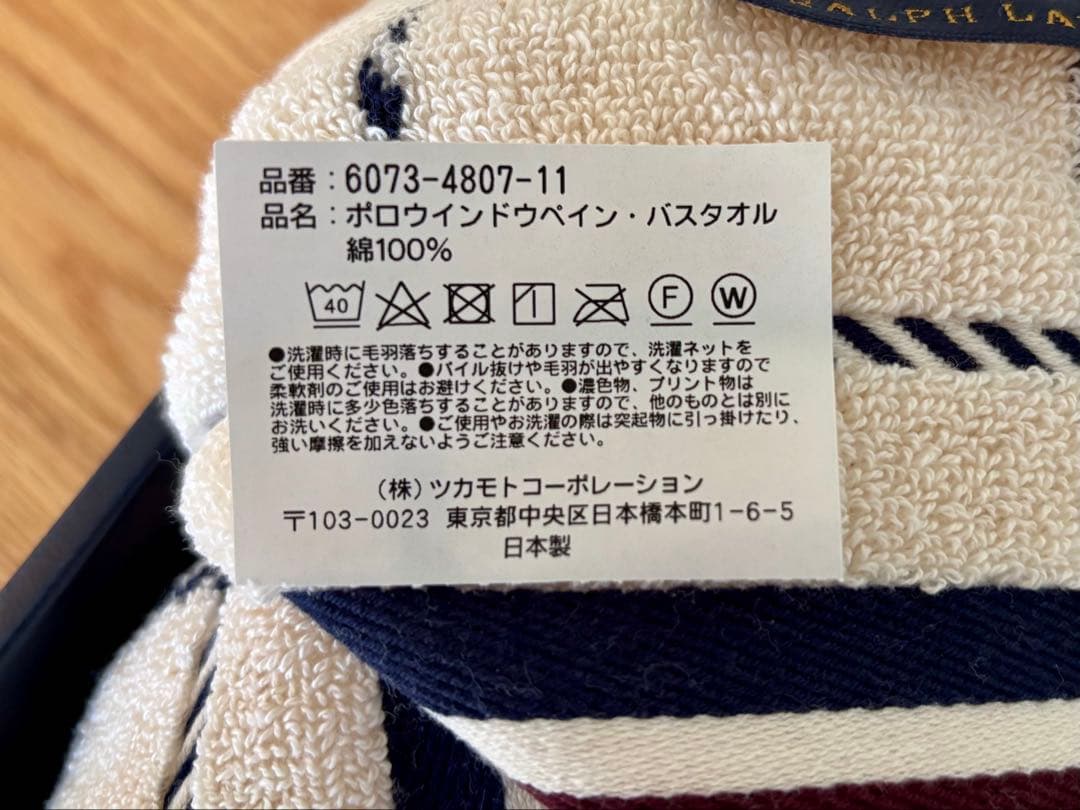 RALPH LA
品番:6073-4807-11
品名:ポロウインドウペイン・バスタオル
綿100%
40 F W
●洗濯時に毛羽落ちすることがありますので、洗濯ネットを
ご使用ください。●パイル抜けや毛羽が出やすくなりますので
柔軟剤のご使用はお避けください。●濃色物、プリント物は
洗濯時に多少色落ちすることがありますので、他のものとは別に
お洗いください。●ご使用やお洗濯の際は突起物に引っ掛けたり、
強い摩擦を加えないようご注意ください。
(株)ツカモトコーポレーション
〒103-0023 東京都中央区日本橋本町1-6-5
日本製